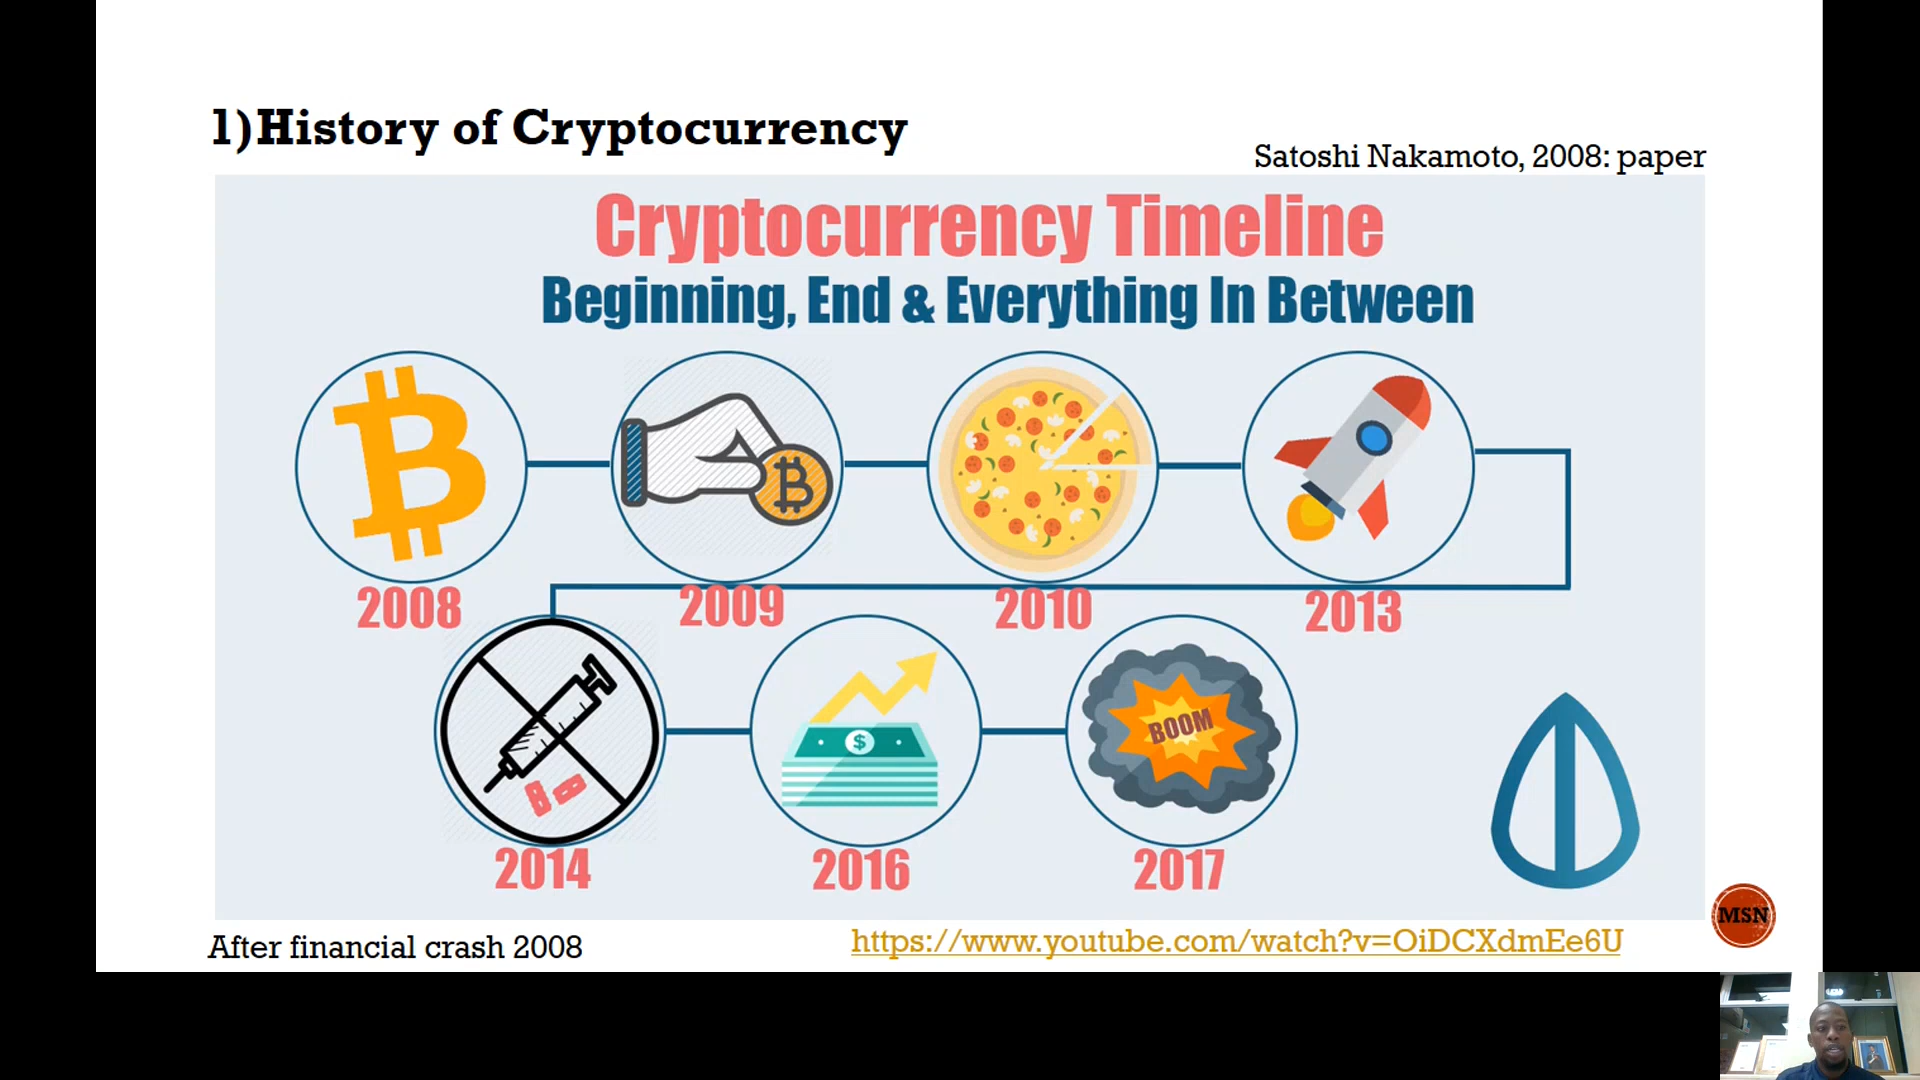 1)History of Cryptocurrency
Satoshi Nakamoto, 2008: paper
Cryptocurrency Timeline
Beginning, End & Everything In Between
2008
2009
2010
2013
BOOM
$
2014
2016
2017
MSN
After financial crash 2008
https://www.youtube.com/watch?v=OiDCXdmEe6U